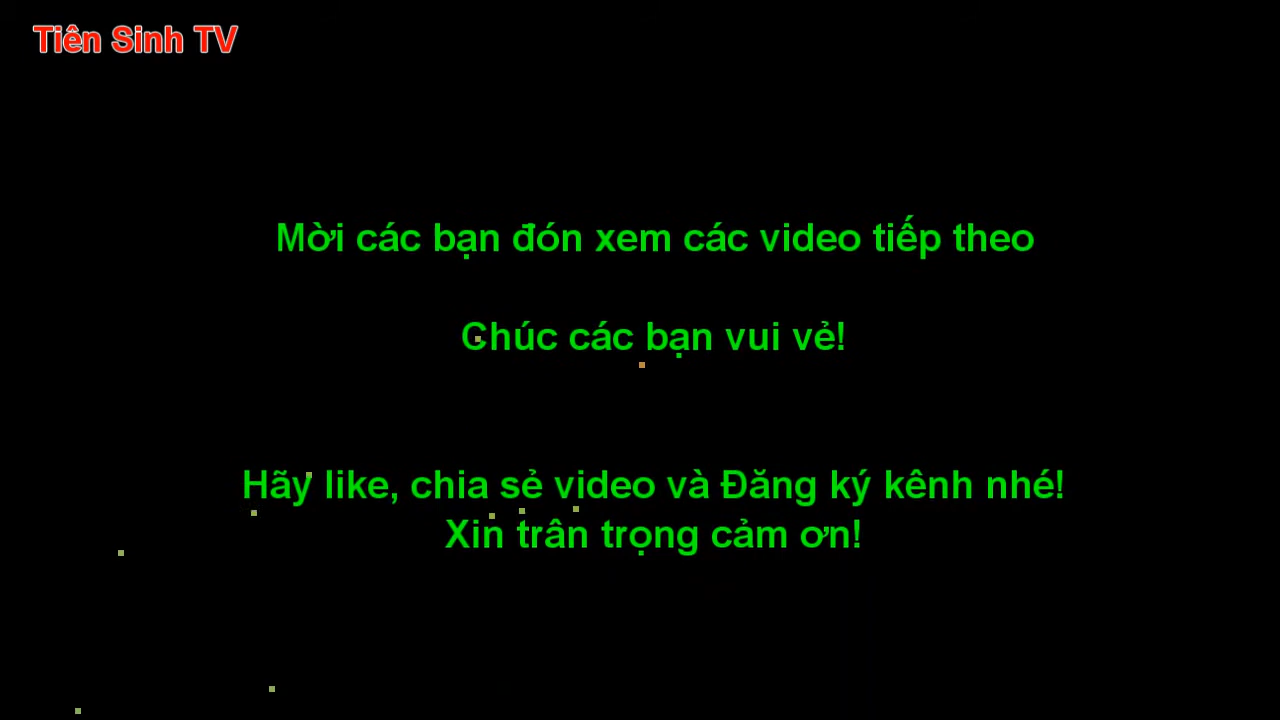 Tiên Sinh TV
Mời các bạn đón xem các video tiếp theo
Chúc các bạn vui vẻ!
Hãy like, chia sẻ video và Đăng ký kênh nhé!
Xin trân trọng cảm ơn!